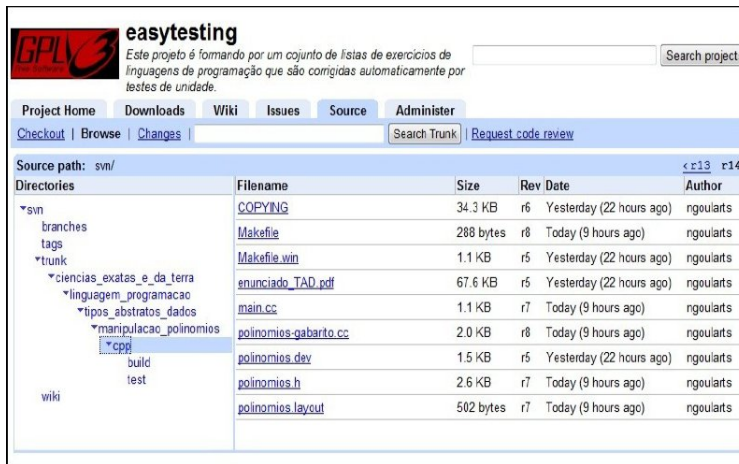 GPL v3
Free Software
easytesting
Este projeto é formando por um cojunto de listas de exercicios de
linguagens de programação que são corrigidas automaticamente por
testes de unidade.
Search project
Project Home Downloads Wiki Issues Source Administer
Checkout | Browse | Changes | Search Trunk | Request code review
Source path: svn/ ‹r13 r14
Directories Filename Size Rev Date Author
▾svn COPYING 34.3 KB r6 Yesterday (22 hours ago) ngoularts
branches
tags Makefile 288 bytes r8 Today (9 hours ago) ngoularts
▾trunk Makefile.win 1.1 KB r5 Yesterday (22 hours ago) ngoularts
▾ciencias_exatas_e_da_terra enunciado_TAD.pdf 67.6 KB r5 Yesterday (22 hours ago) ngoularts
▾linguagem_programacao
▾tipos_abstratos_dados main.cc 1.1 KB r7 Today (9 hours ago) ngoularts
▾manipulacao_polinomios polinomios-gabarito.cc 2.0 KB r8 Today (9 hours ago) ngoularts
▾cpp
build polinomios.dev 1.5 KB r5 Yesterday (22 hours ago) ngoularts
test polinomios.h 2.6 KB r7 Today (9 hours ago) ngoularts
wiki polinomios.layout 502 bytes r7 Today (9 hours ago) ngoularts